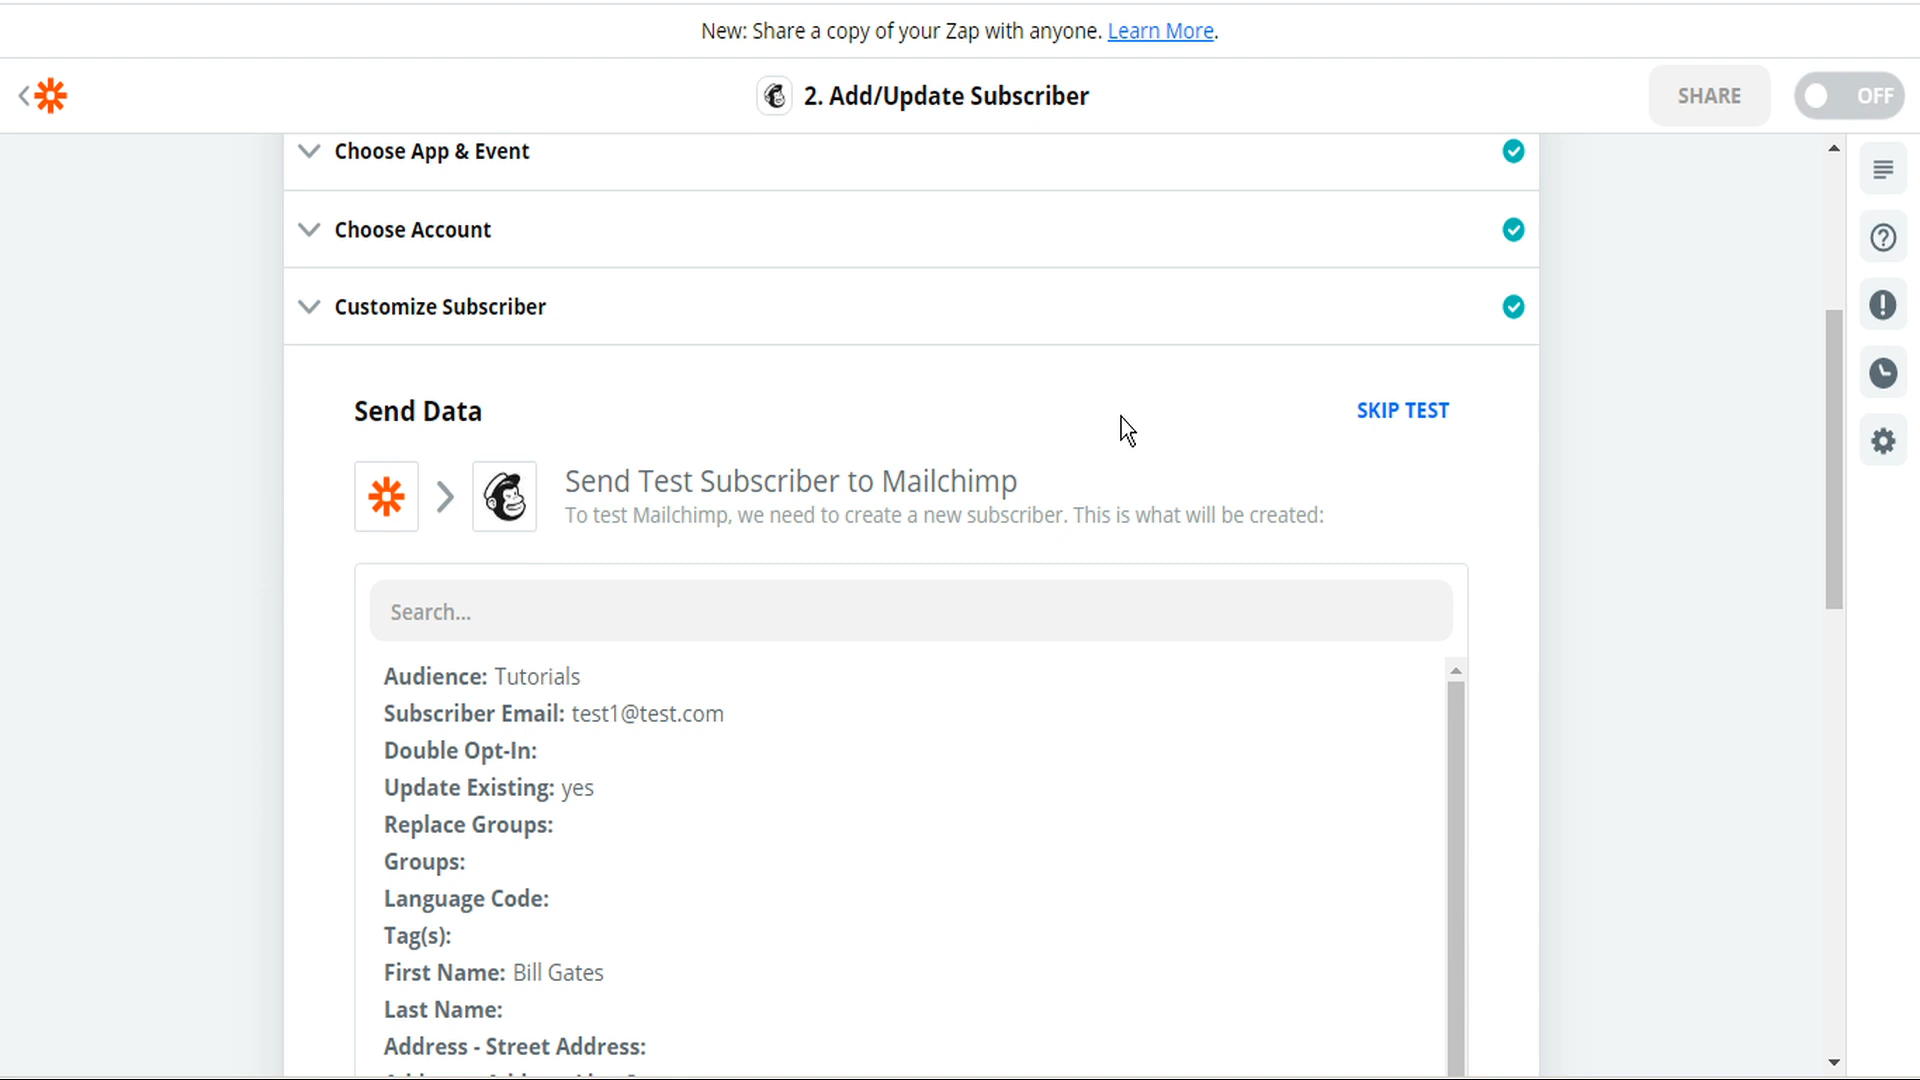 New: Share a copy of your Zap with anyone. Learn More.
2. Add/Update Subscriber
SHARE
OFF
Choose App & Event
Choose Account
Customize Subscriber
Send Data
SKIP TEST
Send Test Subscriber to Mailchimp
To test Mailchimp, we need to create a new subscriber. This is what will be created:
Search...
Audience: Tutorials
Subscriber Email: test1@test.com
Double Opt-In:
Update Existing: yes
Replace Groups:
Groups:
Language Code:
Tag(s):
First Name: Bill Gates
Last Name:
Address - Street Address: